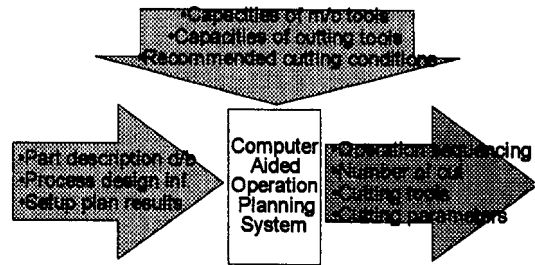 •Capacities of m/c tools
•Capacities of cutting tools
•Recommended cutting conditions
•Part description d/b
•Process design inf.
•Setup plan results
Computer
Aided
Operation
Planning
System
•Operation sequencing
•Number of cut
•Cutting tools
•Cutting parameters